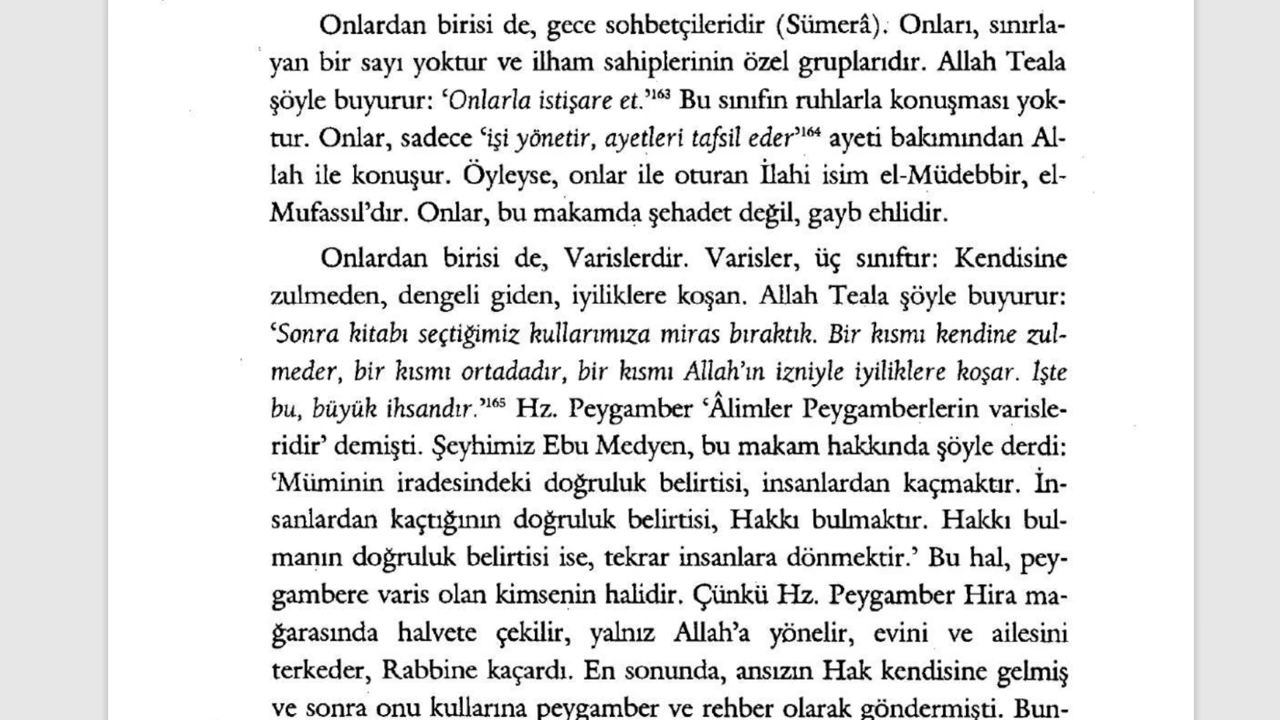 Onlardan birisi de, gece sohbetçileridir (Sümerâ). Onları, sınırla-
yan bir sayı yoktur ve ilham sahiplerinin özel gruplarıdır. Allah Teala
şöyle buyurur: ‘Onlarla istişare et.’¹⁶³ Bu sınıfın ruhlarla konuşması yok-
tur. Onlar, sadece ‘işi yönetir, ayetleri tafsil eder’¹⁶⁴ ayeti bakımından Al-
lah ile konuşur. Öyleyse, onlar ile oturan İlahi isim el-Müdebbir, el-
Mufassıl’dır. Onlar, bu makamda şehadet değil, gayb ehlidir.
Onlardan birisi de, Varislerdir. Varisler, üç sınıftır: Kendisine
zulmeden, dengeli giden, iyiliklere koşan. Allah Teala şöyle buyurur:
‘Sonra kitabı seçtiğimiz kullarımıza miras bıraktık. Bir kısmı kendine zul-
meder, bir kısmı ortadadır, bir kısmı Allah’ın izniyle iyiliklere koşar. İşte
bu, büyük ihsandır.’¹⁶⁵ Hz. Peygamber ‘Âlimler Peygamberlerin varisle-
ridir’ demişti. Şeyhimiz Ebu Medyen, bu makam hakkında şöyle derdi:
‘Müminin iradesindeki doğruluk belirtisi, insanlardan kaçmaktır. İn-
sanlardan kaçtığının doğruluk belirtisi, Hakkı bulmaktır. Hakkı bul-
manın doğruluk belirtisi ise, tekrar insanlara dönmektir.’ Bu hal, pey-
gambere varis olan kimsenin halidir. Çünkü Hz. Peygamber Hira ma-
ğarasında halvete çekilir, yalnız Allah’a yönelir, evini ve ailesini
terkeder, Rabbine kaçardı. En sonunda, ansızın Hak kendisine gelmiş
ve sonra onu kullarına peygamber ve rehber olarak göndermişti. Bun-